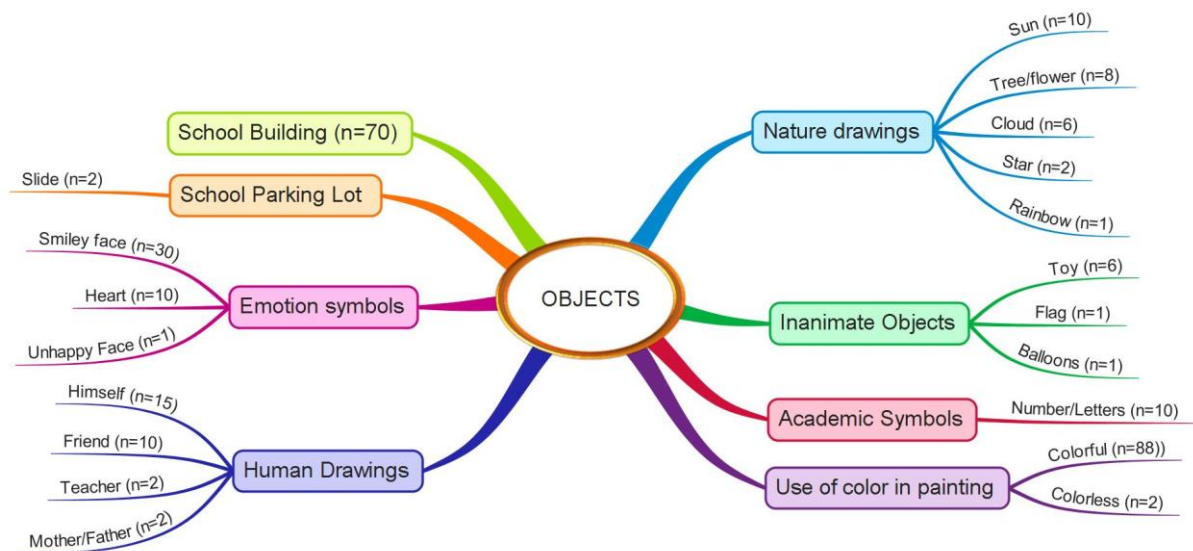 OBJECTS
School Building (n=70)
School Parking Lot
Slide (n=2)
Emotion symbols
Smiley face (n=30)
Heart (n=10)
Unhappy Face (n=1)
Human Drawings
Himself (n=15)
Friend (n=10)
Teacher (n=2)
Mother/Father (n=2)
Nature drawings
Sun (n=10)
Tree/flower (n=8)
Cloud (n=6)
Star (n=2)
Rainbow (n=1)
Inanimate Objects
Toy (n=6)
Flag (n=1)
Balloons (n=1)
Academic Symbols
Number/Letters (n=10)
Use of color in painting
Colorful (n=88))
Colorless (n=2)